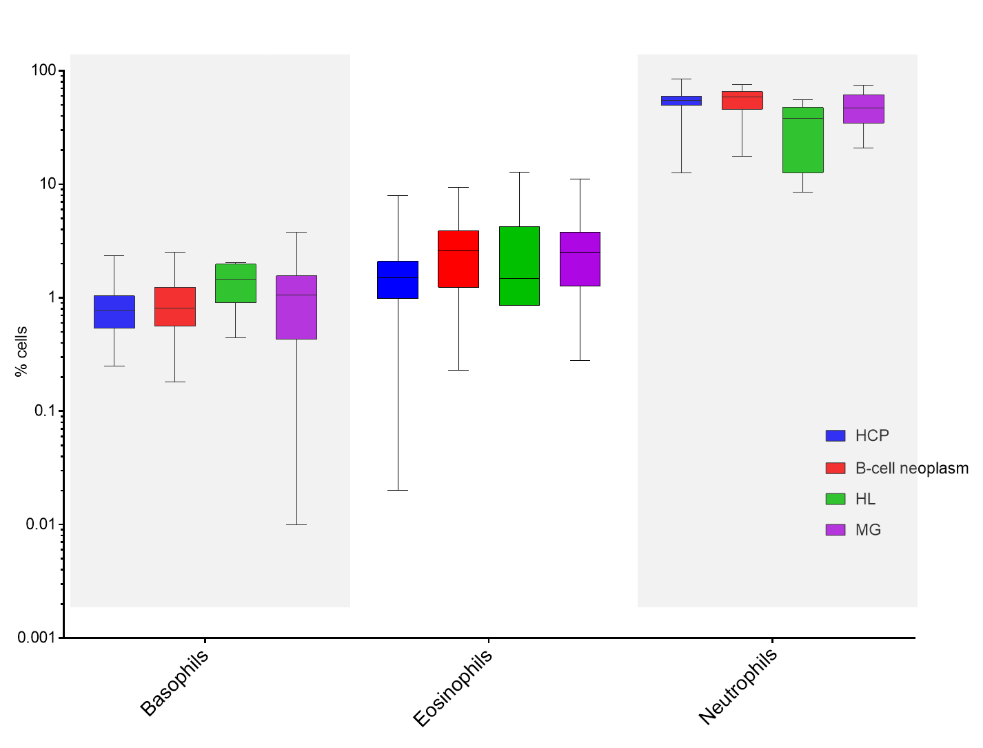 100
10
1
0.1
0.01
0.001
% cells
HCP
B-cell neoplasm
HL
MG
Basophils
Eosinophils
Neutrophils